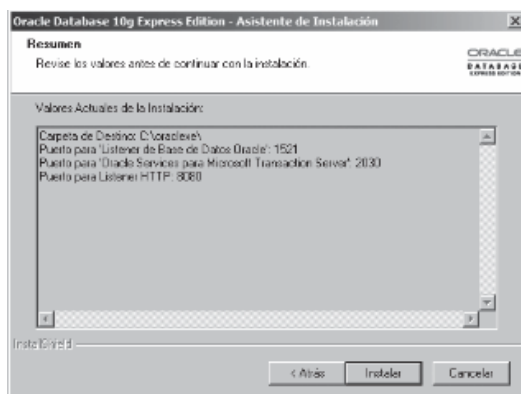 Oracle Database 10g Express Edition - Asistente de Instalación
Resumen
Revise los valores antes de continuar con la instalación.
ORACLE
DATABASE
EXPRESS EDITION
Valores Actuales de la Instalación:
Carpeta de Destino: C:\oraclexe\
Puerto para 'Listener de Base de Datos Oracle': 1521
Puerto para 'Oracle Services para Microsoft Transaction Server': 2030
Puerto para Listener HTTP: 8080
InstallShield
< Atrás
Instalar
Cancelar